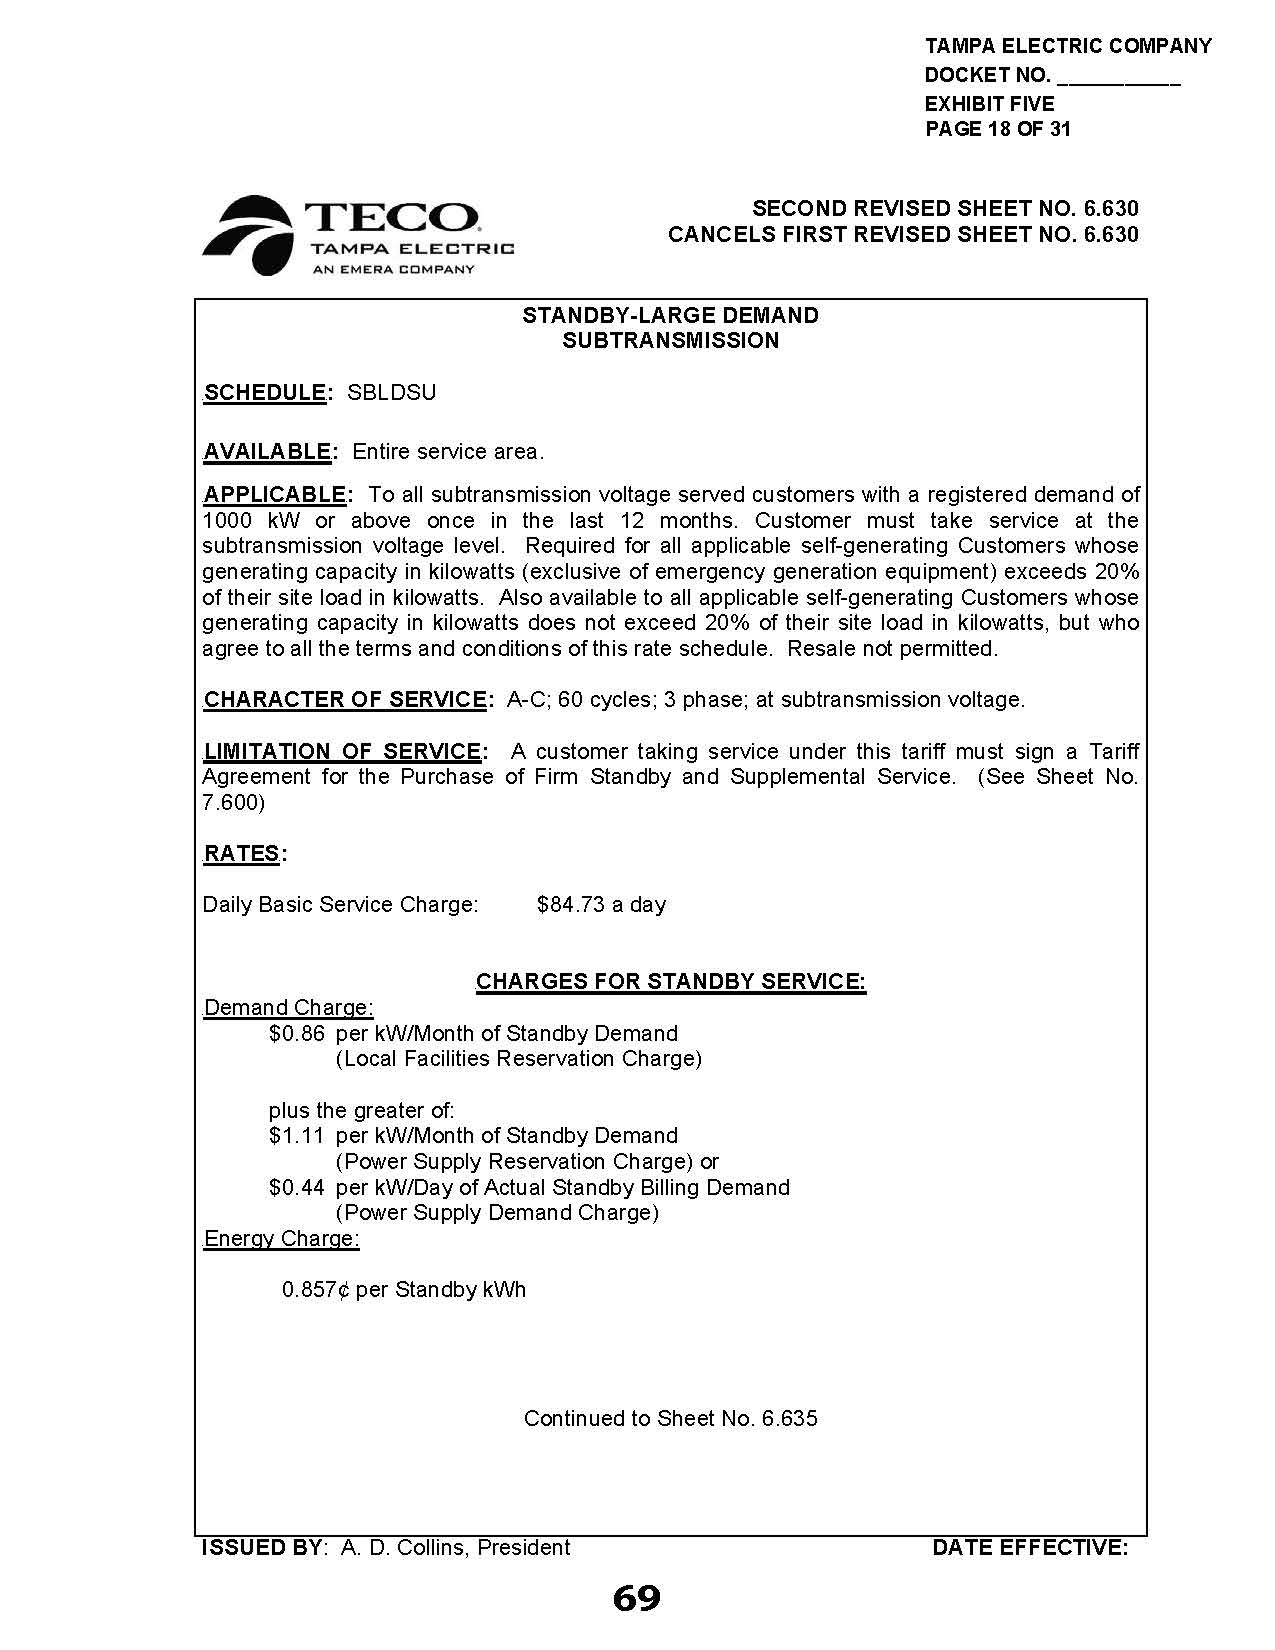 TAMPA ELECTRIC COMPANY
DOCKET NO. ___________
EXHIBIT FIVE
PAGE 18 OF 31
TECO®
TAMPA ELECTRIC
AN EMERA COMPANY
SECOND REVISED SHEET NO. 6.630
CANCELS FIRST REVISED SHEET NO. 6.630
STANDBY-LARGE DEMAND
SUBTRANSMISSION
SCHEDULE: SBLDSU
AVAILABLE: Entire service area.
APPLICABLE: To all subtransmission voltage served customers with a registered demand of
1000 kW or above once in the last 12 months. Customer must take service at the
subtransmission voltage level. Required for all applicable self-generating Customers whose
generating capacity in kilowatts (exclusive of emergency generation equipment) exceeds 20%
of their site load in kilowatts. Also available to all applicable self-generating Customers whose
generating capacity in kilowatts does not exceed 20% of their site load in kilowatts, but who
agree to all the terms and conditions of this rate schedule. Resale not permitted.
CHARACTER OF SERVICE: A-C; 60 cycles; 3 phase; at subtransmission voltage.
LIMITATION OF SERVICE: A customer taking service under this tariff must sign a Tariff
Agreement for the Purchase of Firm Standby and Supplemental Service. (See Sheet No.
7.600)
RATES:
Daily Basic Service Charge: $84.73 a day
CHARGES FOR STANDBY SERVICE:
Demand Charge:
$0.86 per kW/Month of Standby Demand
(Local Facilities Reservation Charge)
plus the greater of:
$1.11 per kW/Month of Standby Demand
(Power Supply Reservation Charge) or
$0.44 per kW/Day of Actual Standby Billing Demand
(Power Supply Demand Charge)
Energy Charge:
0.857¢ per Standby kWh
Continued to Sheet No. 6.635
ISSUED BY: A. D. Collins, President DATE EFFECTIVE:
69